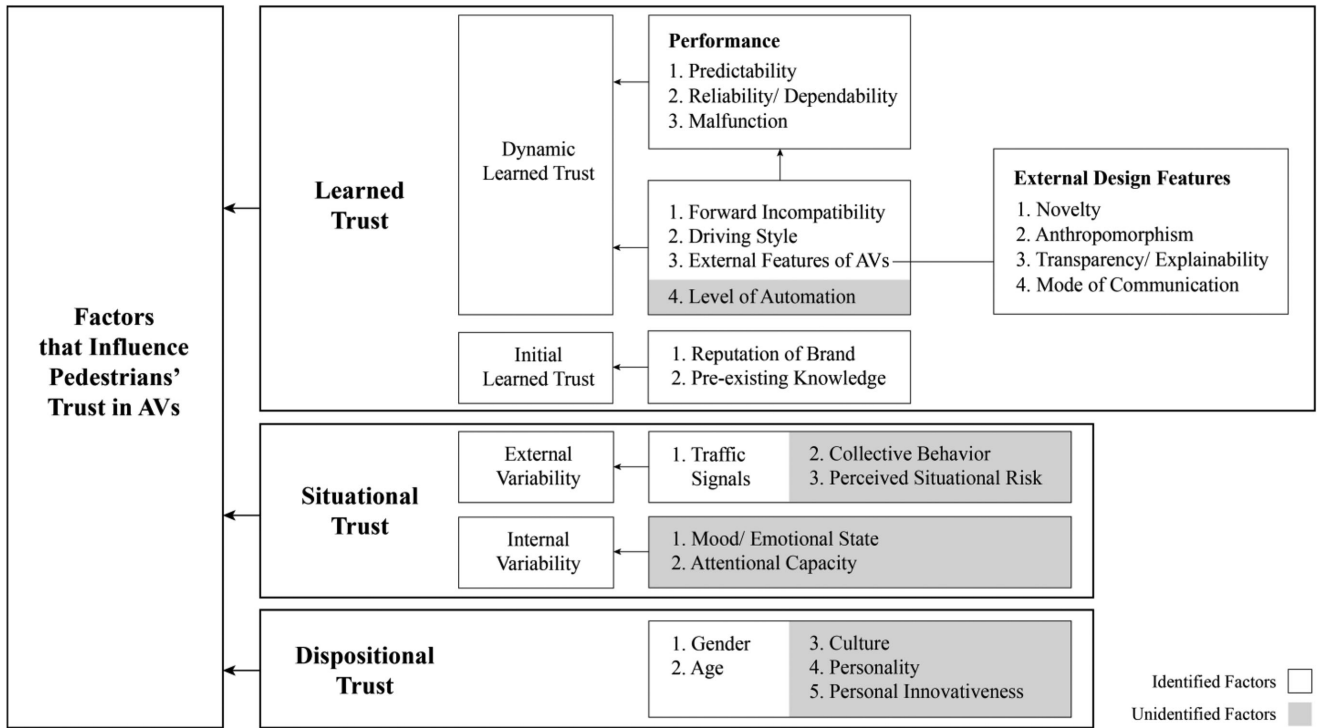 Factors
that Influence
Pedestrians’
Trust in AVs
Learned
Trust
Dynamic
Learned Trust
Performance
1. Predictability
2. Reliability/ Dependability
3. Malfunction
1. Forward Incompatibility
2. Driving Style
3. External Features of AVs
4. Level of Automation
External Design Features
1. Novelty
2. Anthropomorphism
3. Transparency/ Explainability
4. Mode of Communication
Initial
Learned Trust
1. Reputation of Brand
2. Pre-existing Knowledge
Situational
Trust
External
Variability
1. Traffic
Signals
2. Collective Behavior
3. Perceived Situational Risk
Internal
Variability
1. Mood/ Emotional State
2. Attentional Capacity
Dispositional
Trust
1. Gender
2. Age
3. Culture
4. Personality
5. Personal Innovativeness
Identified Factors
Unidentified Factors